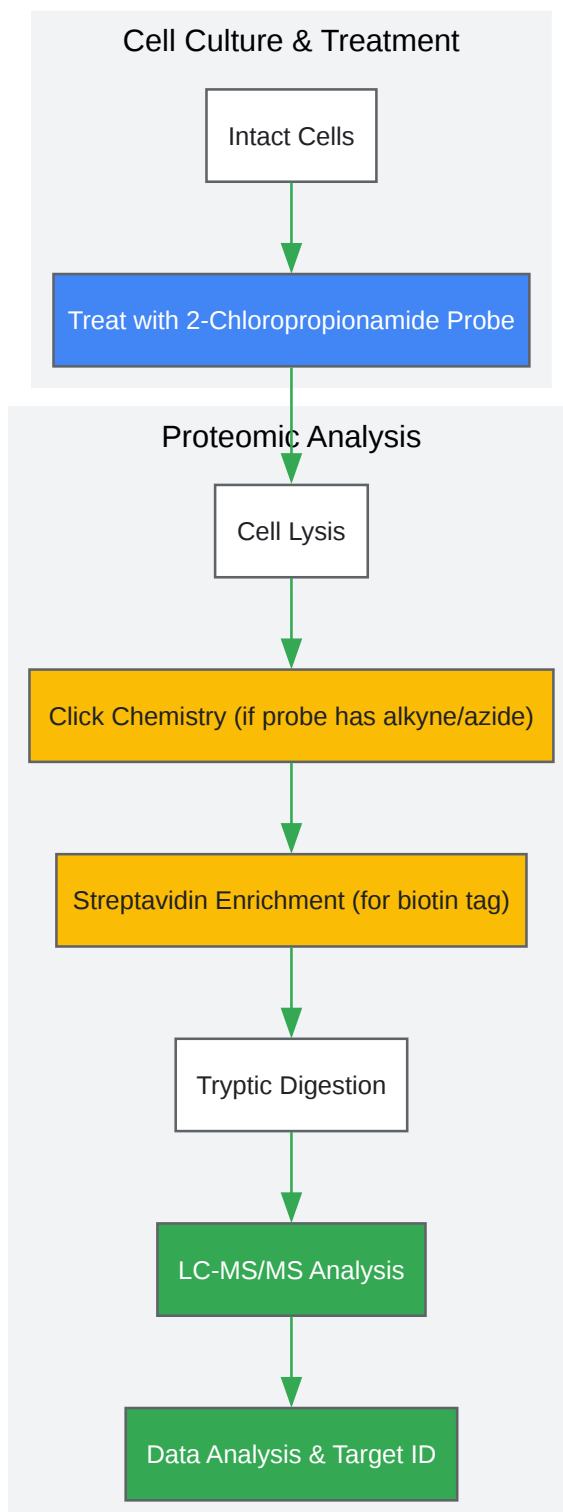 Cell Culture & Treatment
Intact Cells
Treat with 2-Chloropropionamide Probe
Proteomic Analysis
Cell Lysis
Click Chemistry (if probe has alkyne/azide)
Streptavidin Enrichment (for biotin tag)
Tryptic Digestion
LC-MS/MS Analysis
Data Analysis & Target ID